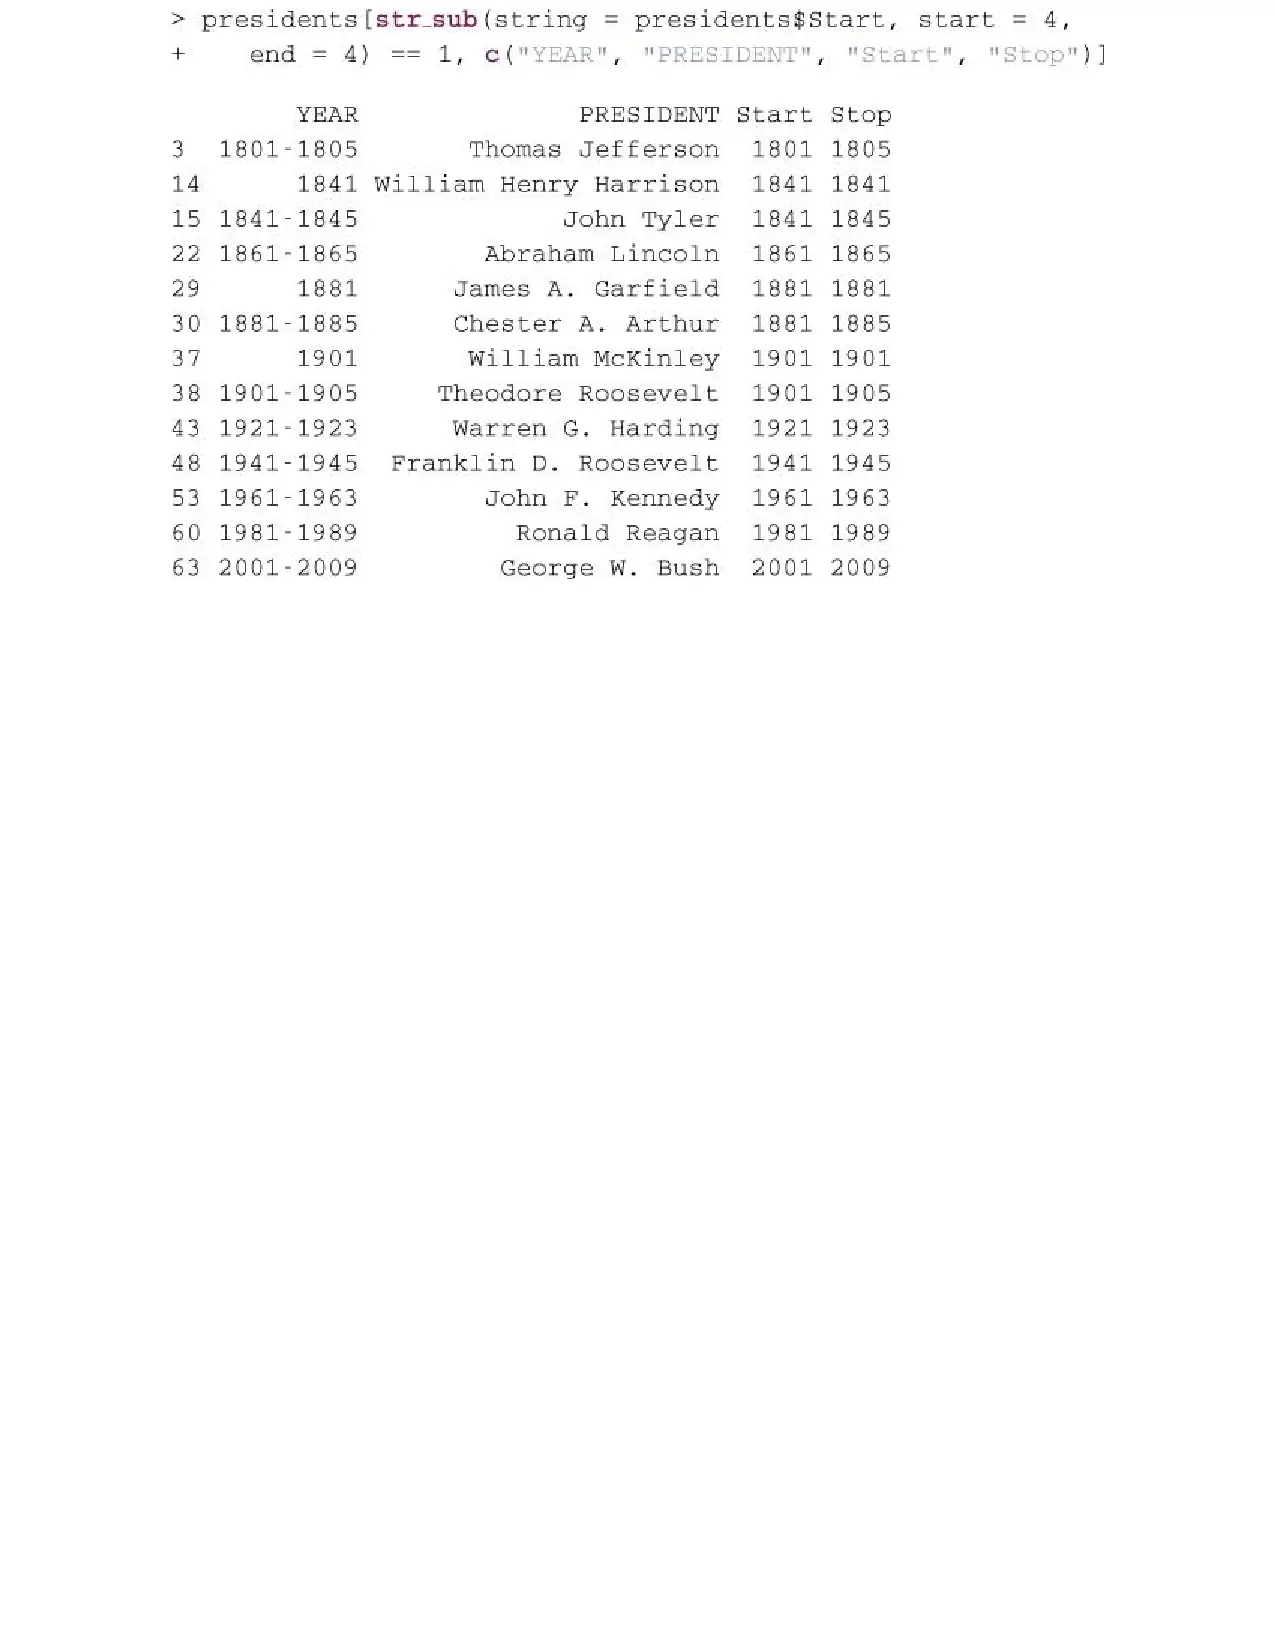 > presidents[str_sub(string = presidents$Start, start = 4,
+    end = 4) == 1, c("YEAR", "PRESIDENT", "Start", "Stop")]
        YEAR              PRESIDENT Start Stop
3  1801-1805       Thomas Jefferson  1801 1805
14      1841 William Henry Harrison  1841 1841
15 1841-1845             John Tyler  1841 1845
22 1861-1865        Abraham Lincoln  1861 1865
29      1881      James A. Garfield  1881 1881
30 1881-1885      Chester A. Arthur  1881 1885
37      1901       William McKinley  1901 1901
38 1901-1905     Theodore Roosevelt  1901 1905
43 1921-1923      Warren G. Harding  1921 1923
48 1941-1945  Franklin D. Roosevelt  1941 1945
53 1961-1963        John F. Kennedy  1961 1963
60 1981-1989          Ronald Reagan  1981 1989
63 2001-2009         George W. Bush  2001 2009